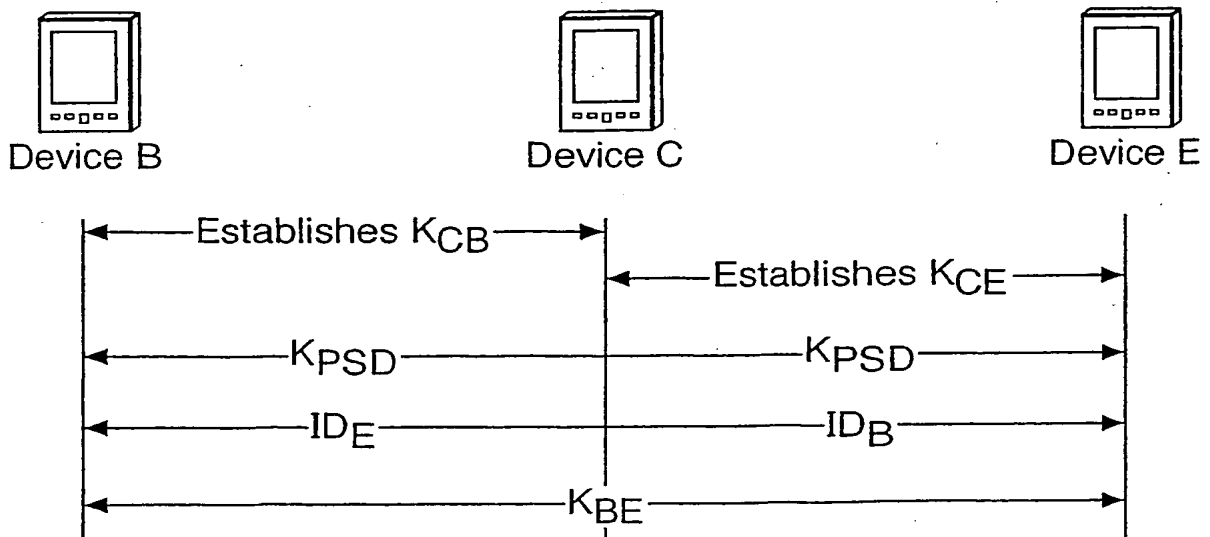 Device B
Device C
Device E
Establishes KCB
Establishes KCE
KPSD
KPSD
IDE
IDB
KBE